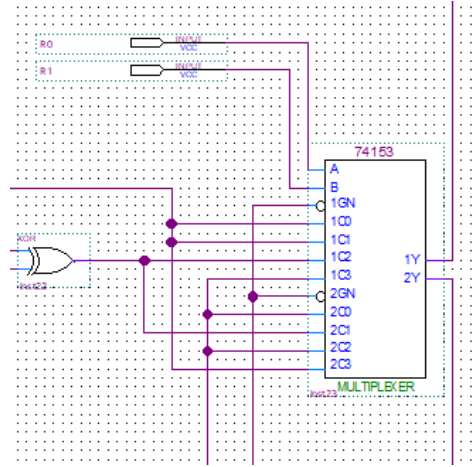 R0
INPUT
VCC
R1
INPUT
VCC
74153
A
B
1GN
1C0
1C1
1C2
1C3
2GN
2C0
2C1
2C2
2C3
1Y
2Y
XOR
inst22
inst23
MULTIPLEXER